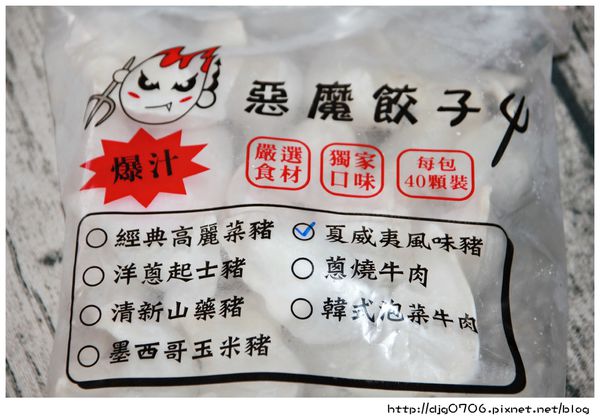 惡魔餃子
爆汁
嚴選
食材
獨家
口味
每包
40顆裝
經典高麗菜豬
夏威夷風味豬
洋蔥起士豬
蔥燒牛肉
清新山藥豬
韓式泡菜牛肉
墨西哥玉米豬
http://djg0706.pixnet.net/blog